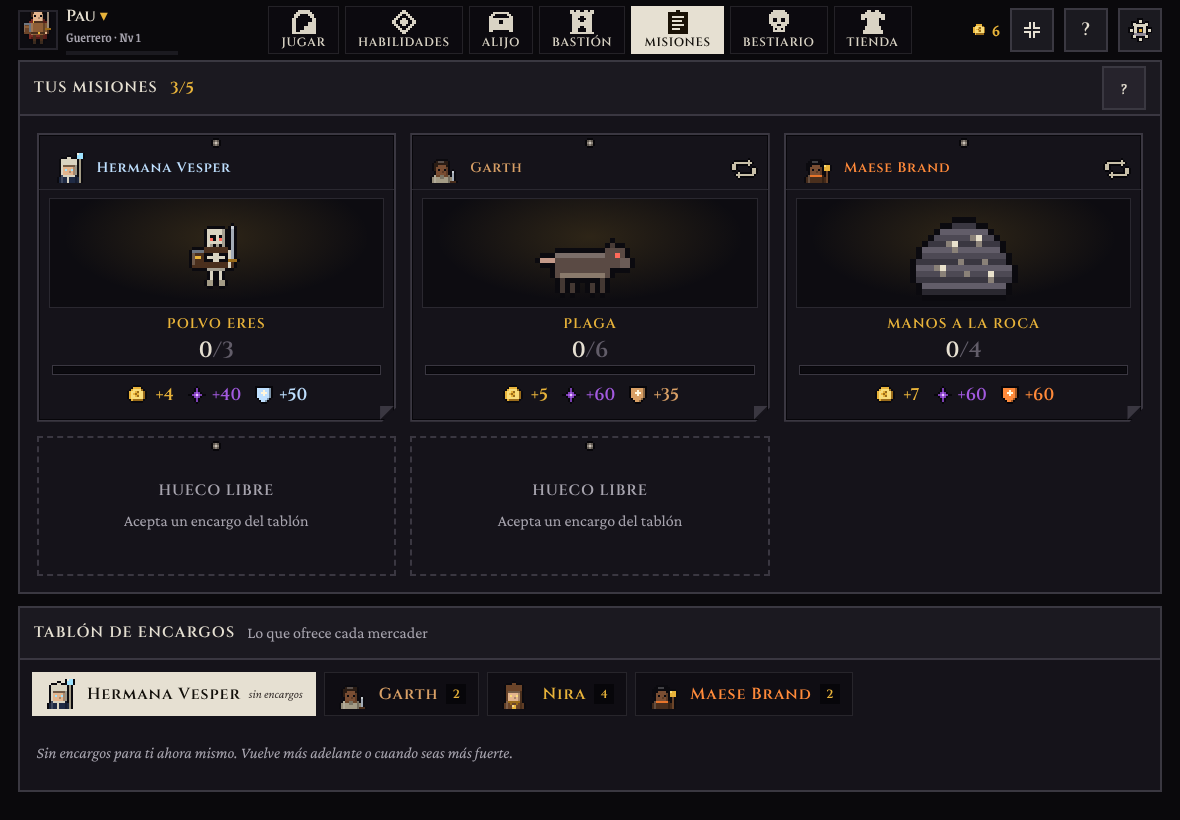 Pau ▼
Guerrero · Nv 1
JUGAR
HABILIDADES
ALIJO
BASTIÓN
MISIONES
BESTIARIO
TIENDA
6
?
TUS MISIONES 3/5
?
Hermana Vesper
Garth
Maese Brand
POLVO ERES
0/3
+4 +40 +50
PLAGA
0/6
+5 +60 +35
MANOS A LA ROCA
0/4
+7 +60 +60
HUECO LIBRE
Acepta un encargo del tablón
HUECO LIBRE
Acepta un encargo del tablón
TABLÓN DE ENCARGOS Lo que ofrece cada mercader
Hermana Vesper sin encargos
Garth 2
Nira 4
Maese Brand 2
Sin encargos para ti ahora mismo. Vuelve más adelante o cuando seas más fuerte.